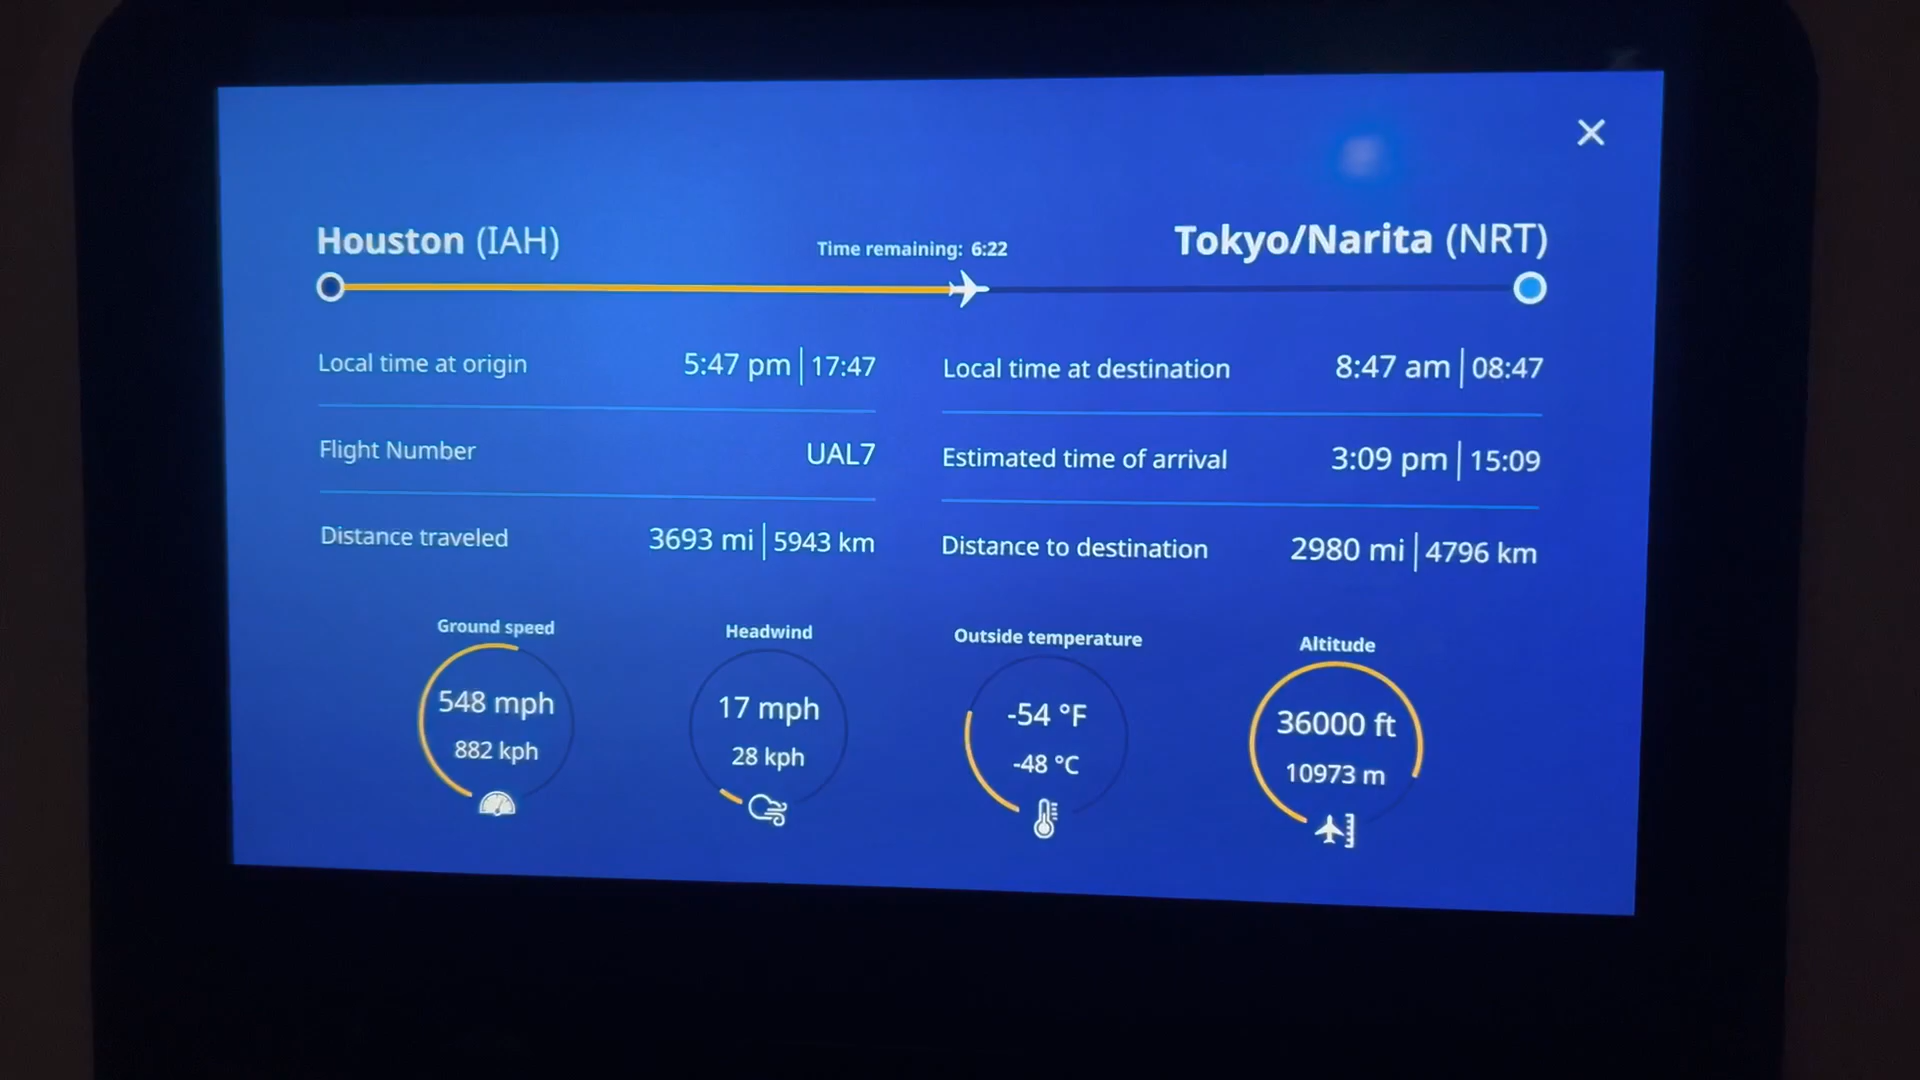 Houston (IAH)
Time remaining: 6:22
Tokyo/Narita (NRT)
Local time at origin 5:47 pm | 17:47
Local time at destination 8:47 am | 08:47
Flight Number UAL7
Estimated time of arrival 3:09 pm | 15:09
Distance traveled 3693 mi | 5943 km
Distance to destination 2980 mi | 4796 km
Ground speed
548 mph
882 kph
Headwind
17 mph
28 kph
Outside temperature
-54 °F
-48 °C
Altitude
36000 ft
10973 m